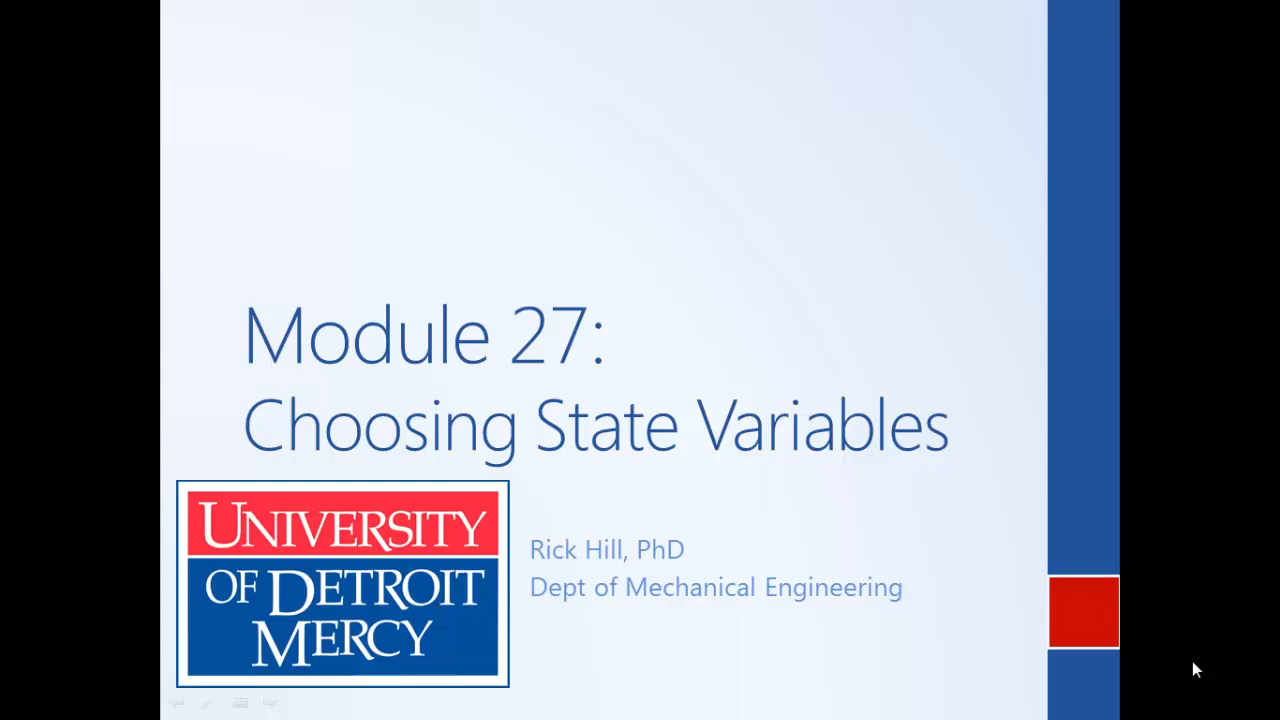 Module 27:
Choosing State Variables
UNIVERSITY
OF DETROIT
MERCY
Rick Hill, PhD
Dept of Mechanical Engineering